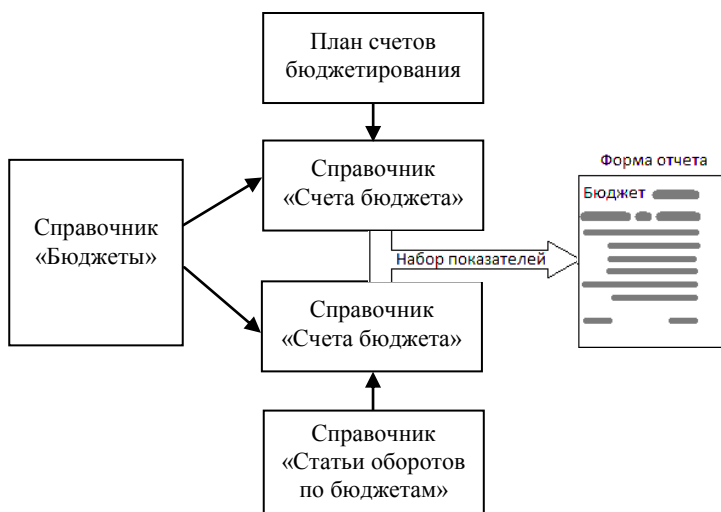 План счетов
бюджетирования
Справочник
«Счета бюджета»
Форма отчета
Бюджет
Справочник
«Бюджеты»
Набор показателей
Справочник
«Счета бюджета»
Справочник
«Статьи оборотов
по бюджетам»